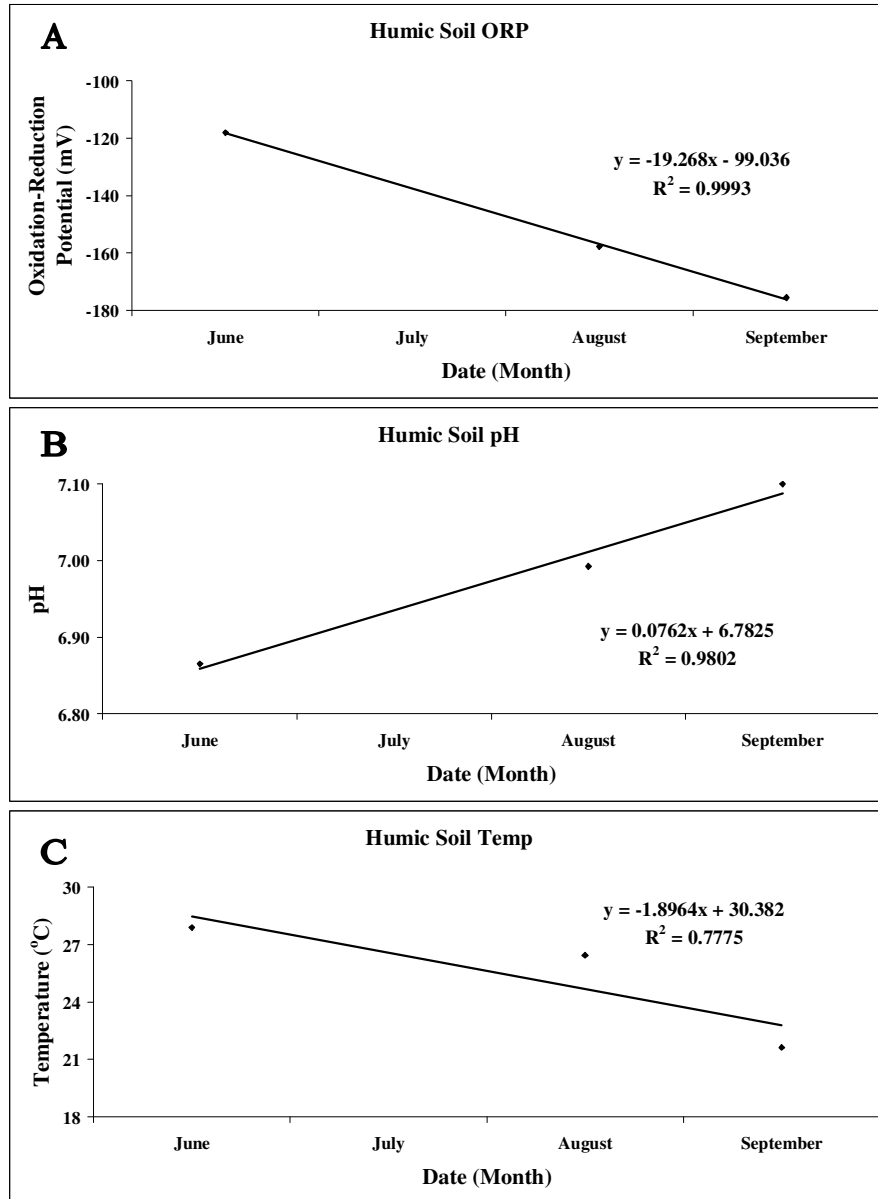 A
Humic Soil ORP
Oxidation-Reduction
Potential (mV)
-100
-120
-140
-160
-180
y = -19.268x - 99.036
R² = 0.9993
June July August September
Date (Month)
B
Humic Soil pH
pH
7.10
7.00
6.90
6.80
y = 0.0762x + 6.7825
R² = 0.9802
June July August September
Date (Month)
C
Humic Soil Temp
Temperature (°C)
30
27
24
21
18
y = -1.8964x + 30.382
R² = 0.7775
June July August September
Date (Month)